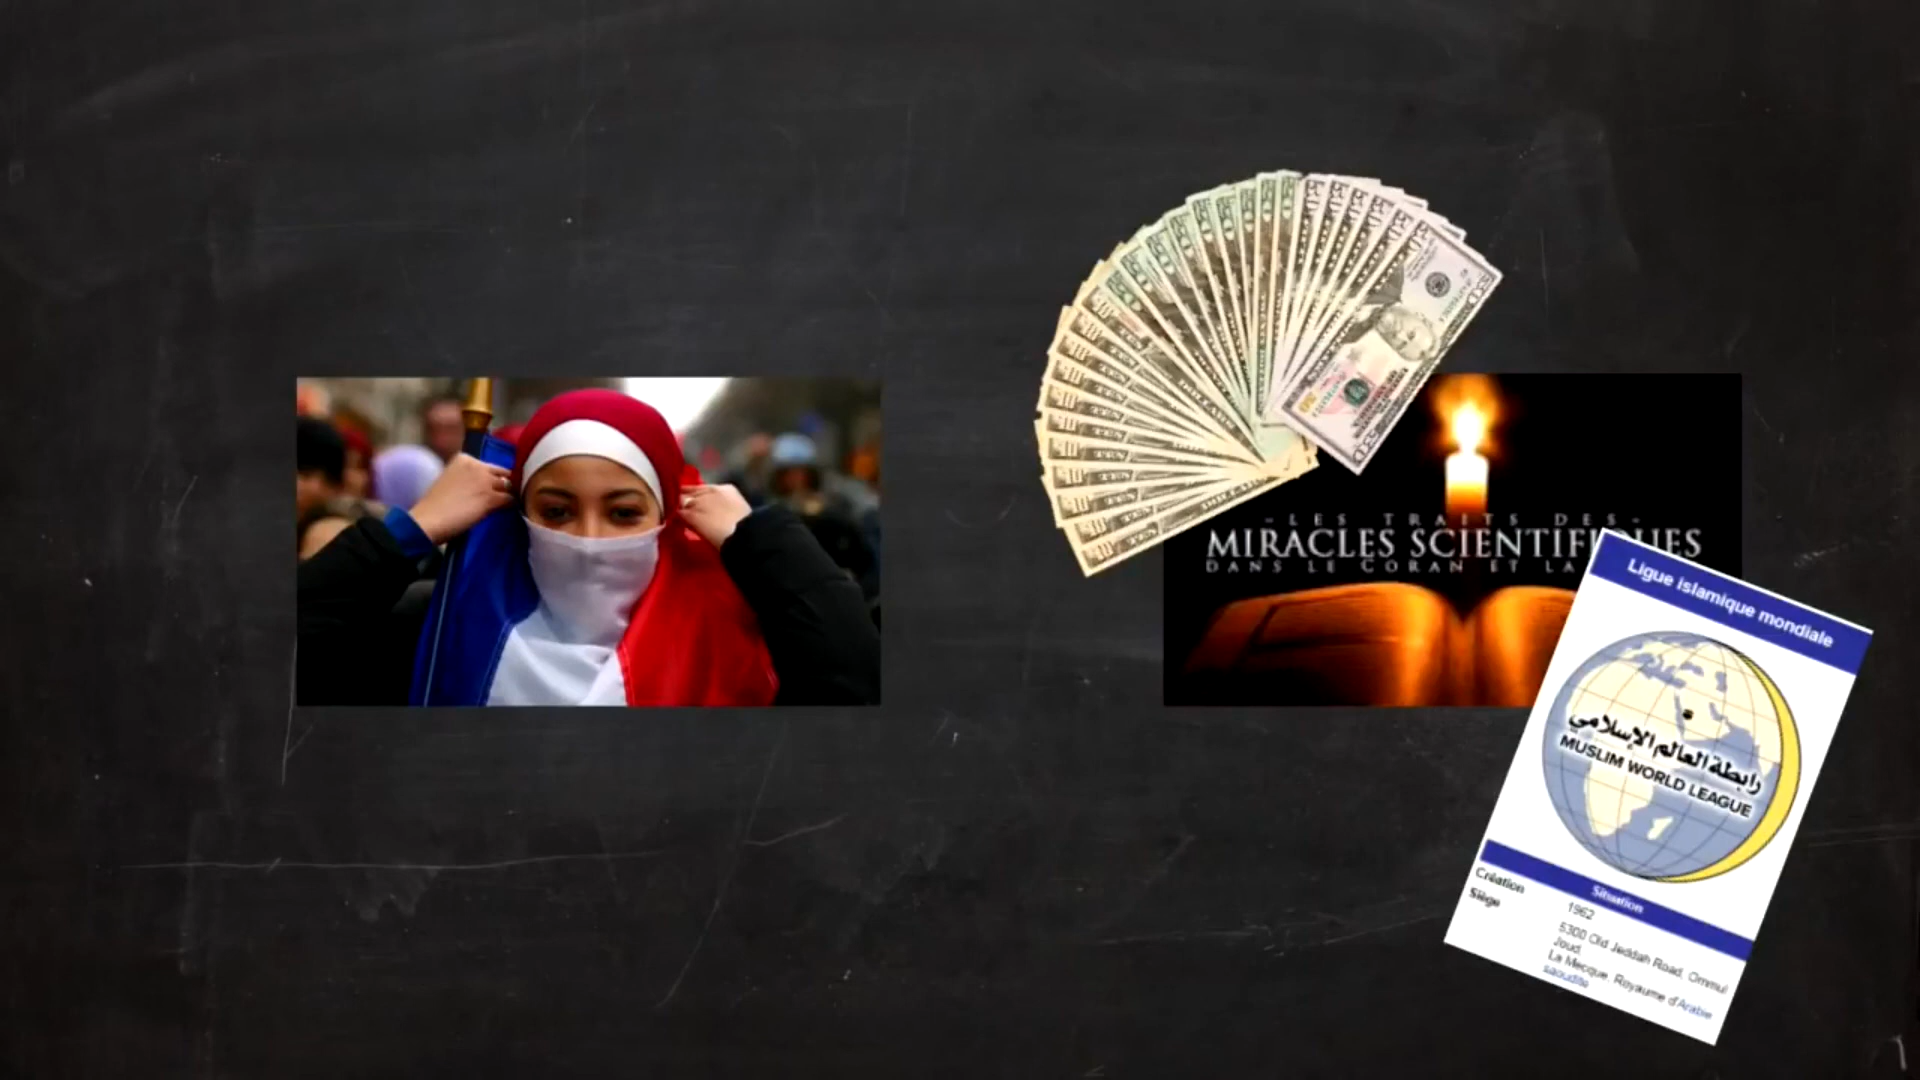 -LES TRAITS DES-
MIRACLES SCIENTIFIQUES
DANS LE CORAN ET LA
Ligue islamique mondiale
رابطة العالم الإسلامي
MUSLIM WORLD LEAGUE
Situation
Création 1962
Siège 5300 Old Jeddah Road, Ommul
Joud,
La Mecque, Royaume d'Arabie
saoudite